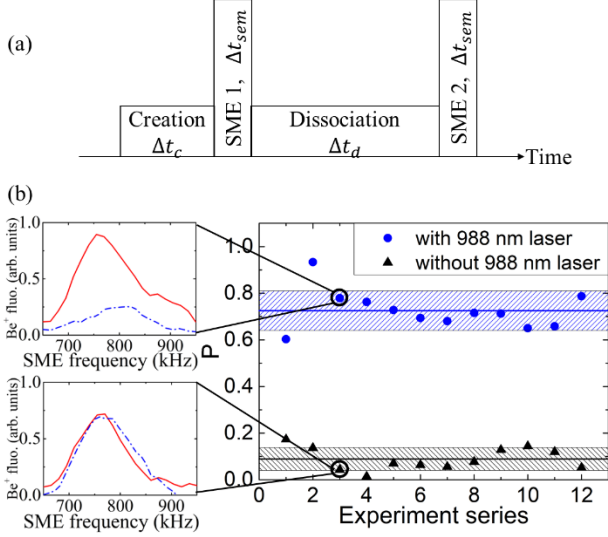 (a)
Creation
Δt_c
SME 1, Δt_sem
Dissociation
Δt_d
SME 2, Δt_sem
Time
(b)
Be⁺ fluo. (arb. units)
1.0
0.5
0.0
700 800 900
SME frequency (kHz)
Be⁺ fluo. (arb. units)
1.0
0.5
0.0
700 800 900
SME frequency (kHz)
P
1.0
0.8
0.6
0.4
0.2
0.0
0 2 4 6 8 10 12
Experiment series
with 988 nm laser
without 988 nm laser